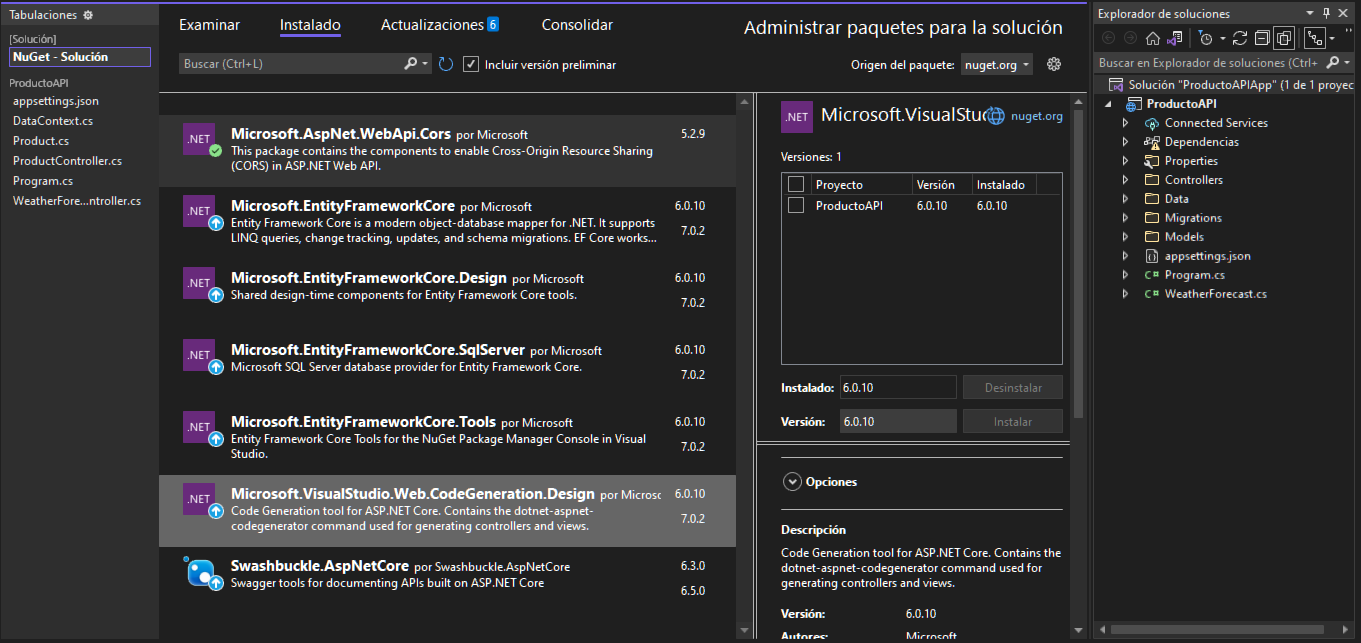 Tabulaciones
[Solución]
NuGet - Solución
ProductoAPI
appsettings.json
DataContext.cs
Product.cs
ProductController.cs
Program.cs
WeatherFore...ntroller.cs
Examinar
Instalado
Actualizaciones 6
Consolidar
Administrar paquetes para la solución
Buscar (Ctrl+L)
Incluir versión preliminar
Origen del paquete: nuget.org
.NET
Microsoft.AspNet.WebApi.Cors por Microsoft
5.2.9
This package contains the components to enable Cross-Origin Resource Sharing
(CORS) in ASP.NET Web API.
.NET
Microsoft.EntityFrameworkCore por Microsoft
6.0.10
Entity Framework Core is a modern object-database mapper for .NET. It supports
7.0.2
LINQ queries, change tracking, updates, and schema migrations. EF Core works...
.NET
Microsoft.EntityFrameworkCore.Design por Microsoft
6.0.10
Shared design-time components for Entity Framework Core tools.
7.0.2
.NET
Microsoft.EntityFrameworkCore.SqlServer por Microsoft
6.0.10
Microsoft SQL Server database provider for Entity Framework Core.
7.0.2
.NET
Microsoft.EntityFrameworkCore.Tools por Microsoft
6.0.10
Entity Framework Core Tools for the NuGet Package Manager Console in Visual
7.0.2
Studio.
.NET
Microsoft.VisualStudio.Web.CodeGeneration.Design por Microsc
6.0.10
Code Generation tool for ASP.NET Core. Contains the dotnet-aspnet-
7.0.2
codegenerator command used for generating controllers and views.
Swashbuckle.AspNetCore por Swashbuckle.AspNetCore
6.3.0
Swagger tools for documenting APIs built on ASP.NET Core
6.5.0
.NET
Microsoft.VisualStu
nuget.org
Versiones: 1
Proyecto Versión Instalado
ProductoAPI 6.0.10 6.0.10
Instalado: 6.0.10 Desinstalar
Versión: 6.0.10 Instalar
Opciones
Descripción
Code Generation tool for ASP.NET Core. Contains the
dotnet-aspnet-codegenerator command used for
generating controllers and views.
Versión: 6.0.10
Autores: Microsoft
Explorador de soluciones
Buscar en Explorador de soluciones (Ctrl+
Solución "ProductoAPIApp" (1 de 1 proyec
ProductoAPI
Connected Services
Dependencias
Properties
Controllers
Data
Migrations
Models
appsettings.json
C# Program.cs
C# WeatherForecast.cs